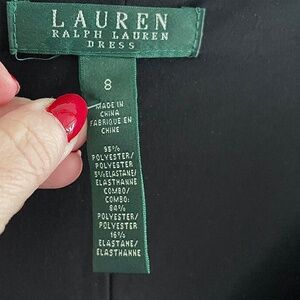 LAUREN
RALPH LAUREN
DRESS
8
MADE IN
CHINA
FABRIQUE EN
CHINE
95%
POLYESTER/
POLYESTER
5%ELASTANE/
ELASTHANNE
COMBO/
COMBO:
84%
POLYESTER/
POLYESTER
16%
ELASTANE/
ELASTHANNE